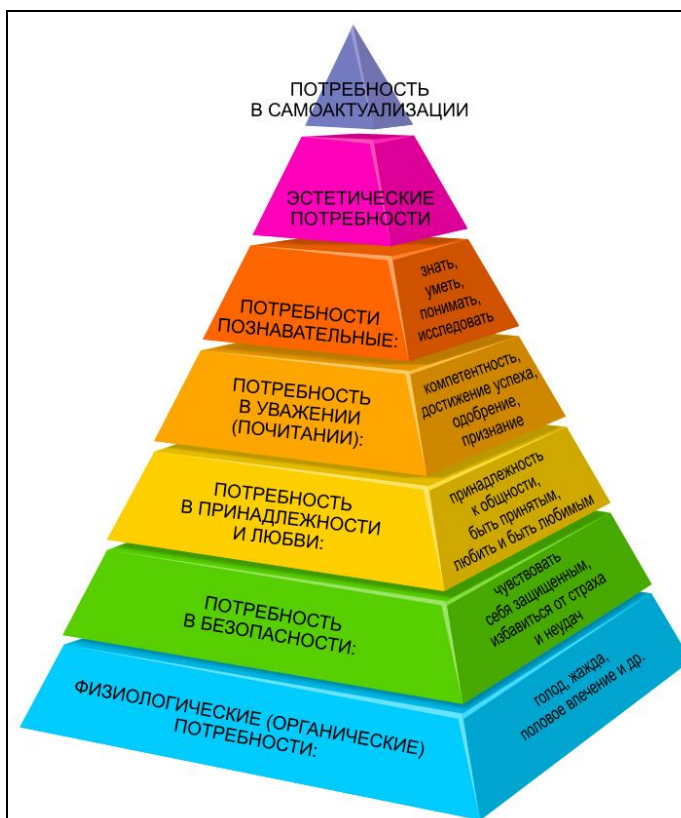 ПОТРЕБНОСТЬ
В САМОАКТУАЛИЗАЦИИ
ЭСТЕТИЧЕСКИЕ
ПОТРЕБНОСТИ
ПОТРЕБНОСТИ
ПОЗНАВАТЕЛЬНЫЕ:
знать,
уметь,
понимать,
исследовать
ПОТРЕБНОСТЬ
В УВАЖЕНИИ
(ПОЧИТАНИИ):
компетентность,
достижение успеха,
одобрение,
признание
ПОТРЕБНОСТЬ
В ПРИНАДЛЕЖНОСТИ
И ЛЮБВИ:
принадлежность
к общности,
быть принятым,
любить и быть любимым
ПОТРЕБНОСТЬ
В БЕЗОПАСНОСТИ:
чувствовать
себя защищенным,
избавиться от страха
и неудач
ФИЗИОЛОГИЧЕСКИЕ (ОРГАНИЧЕСКИЕ)
ПОТРЕБНОСТИ:
голод, жажда,
половое влечение и др.